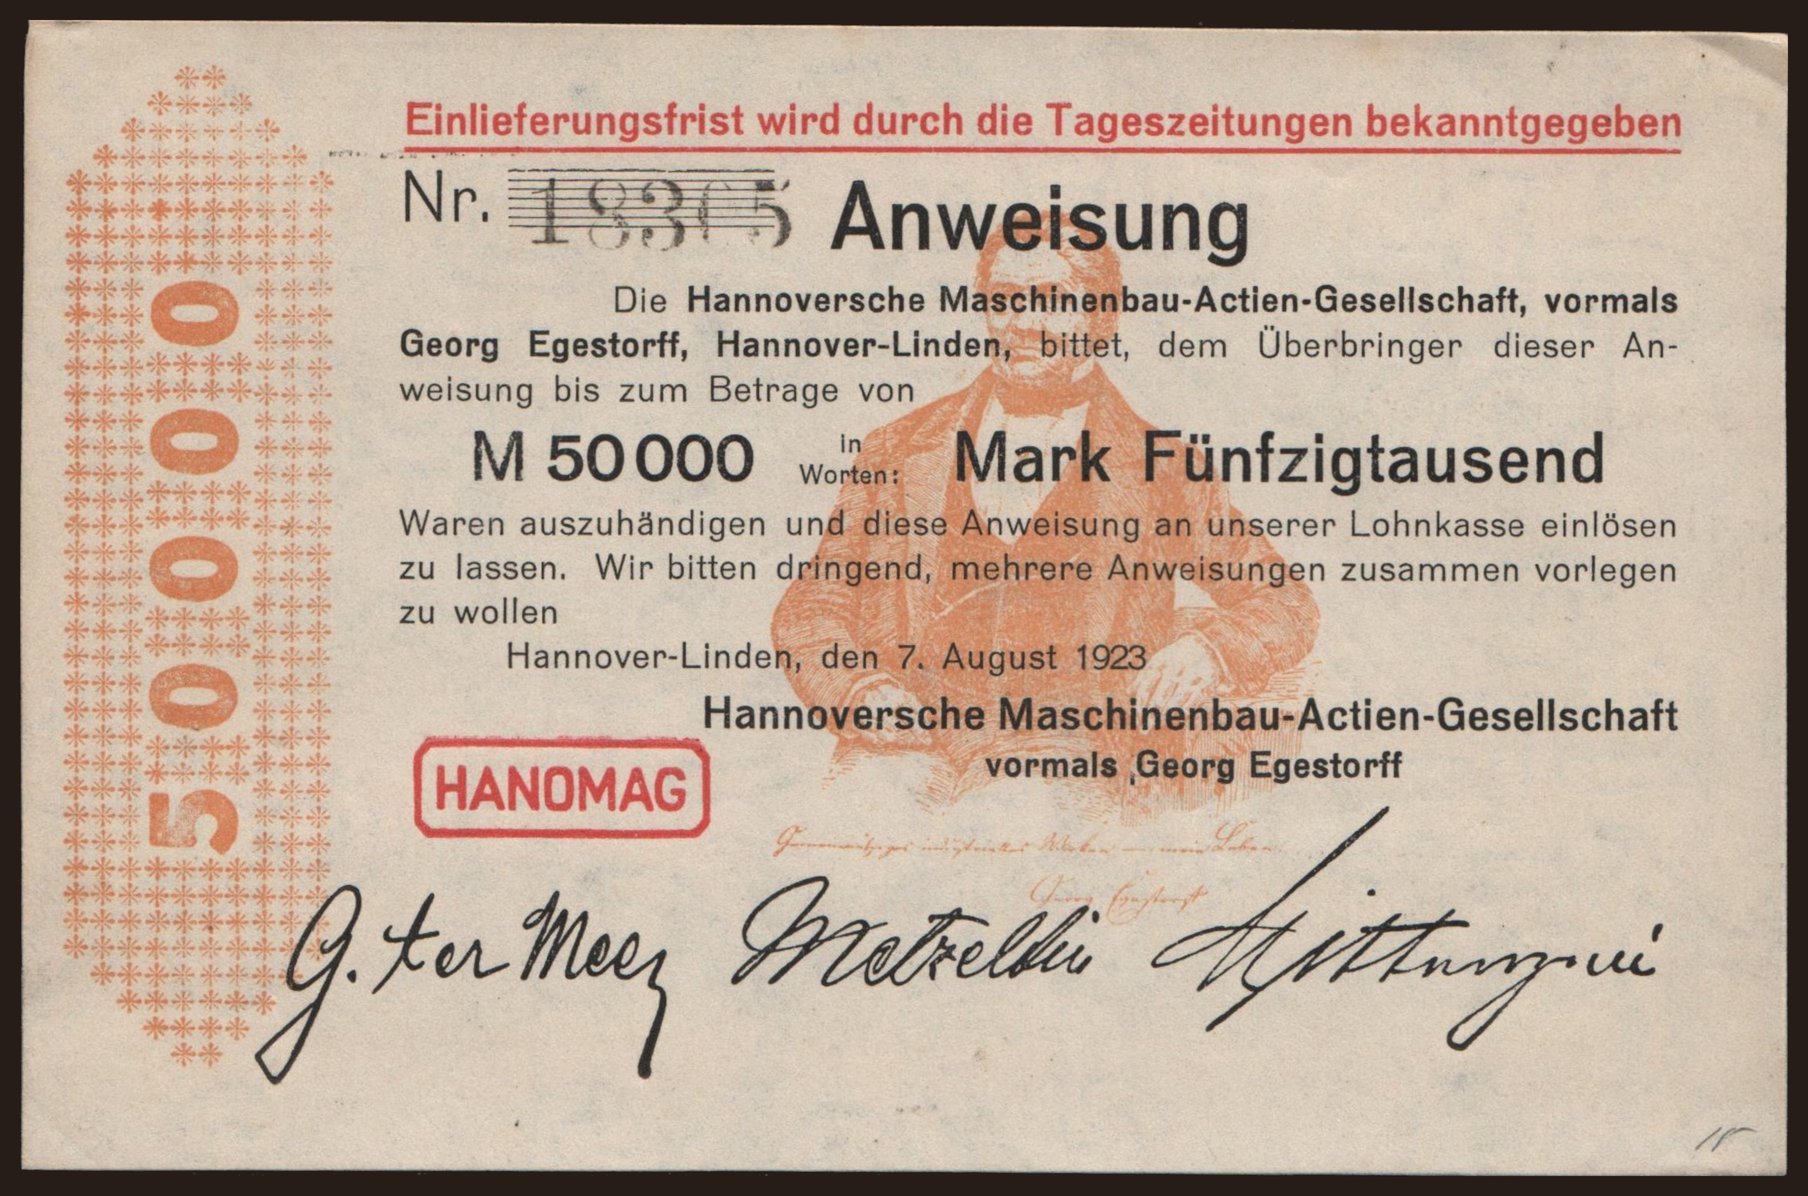 Einlieferungsfrist wird durch die Tageszeitungen bekanntgegeben
Nr. 18305 Anweisung
Die Hannoversche Maschinenbau-Actien-Gesellschaft, vormals
Georg Egestorff, Hannover-Linden, bittet, dem Überbringer dieser An-
weisung bis zum Betrage von
M 50000 in Worten: Mark Fünfzigtausend
Waren auszuhändigen und diese Anweisung an unserer Lohnkasse einlösen
zu lassen. Wir bitten dringend, mehrere Anweisungen zusammen vorlegen
zu wollen
Hannover-Linden, den 7. August 1923
Hannoversche Maschinenbau-Actien-Gesellschaft
vormals Georg Egestorff
HANOMAG
Georg Egestorff
G. ter Meer
50000